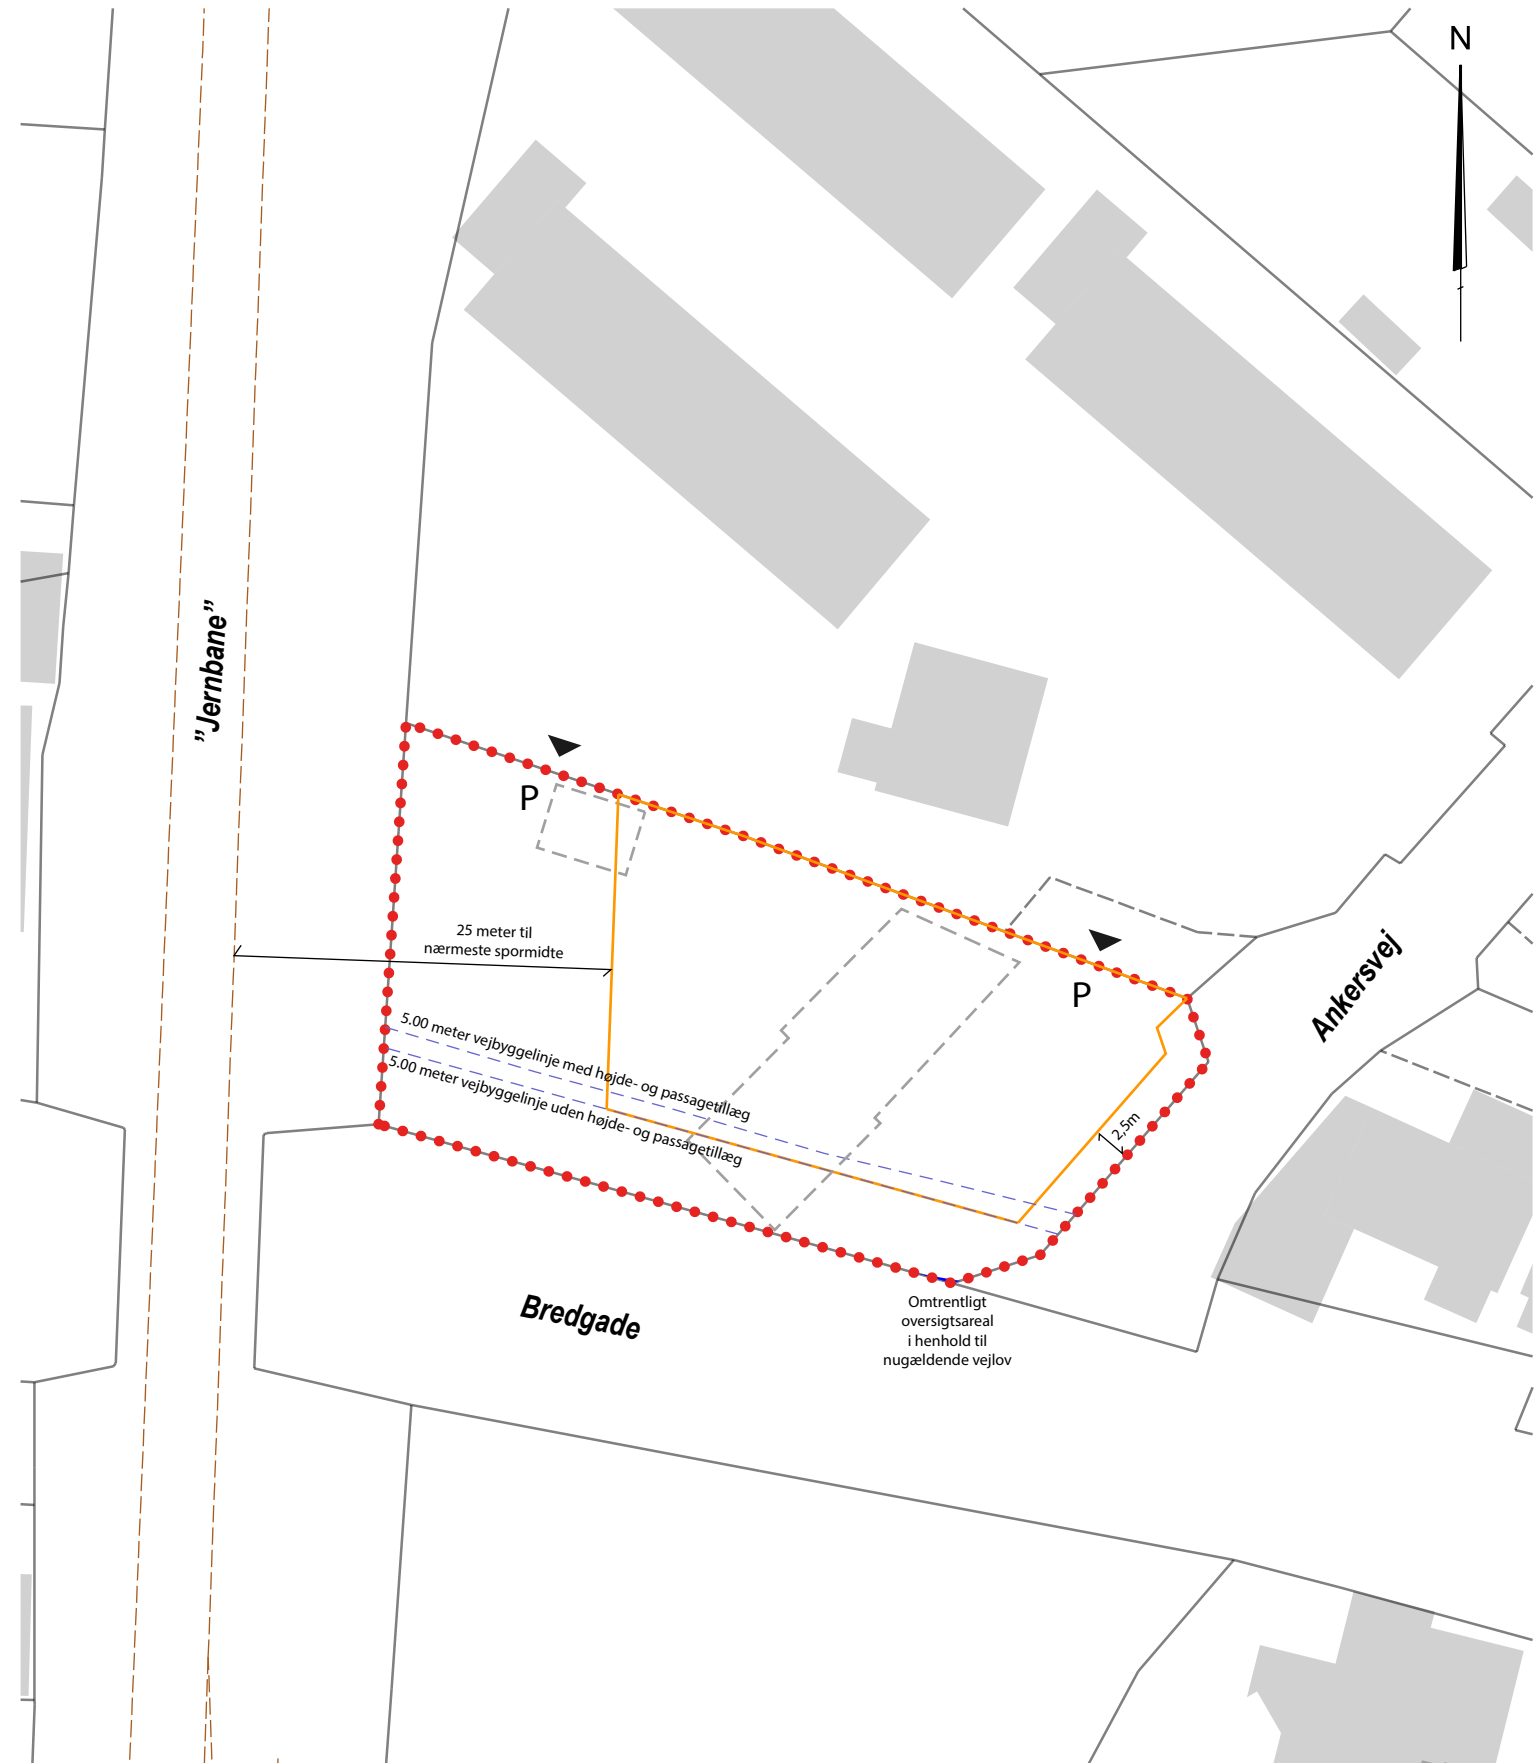 N
”Jernbane”
P
25 meter til
nærmeste spormidte
P
Ankersvej
5.00 meter vejbyggelinje med højde- og passagetillæg
5.00 meter vejbyggelinje uden højde- og passagetillæg
2,5m
Bredgade
Omtrentligt
oversigtsareal
i henhold til
nugældende vejlov